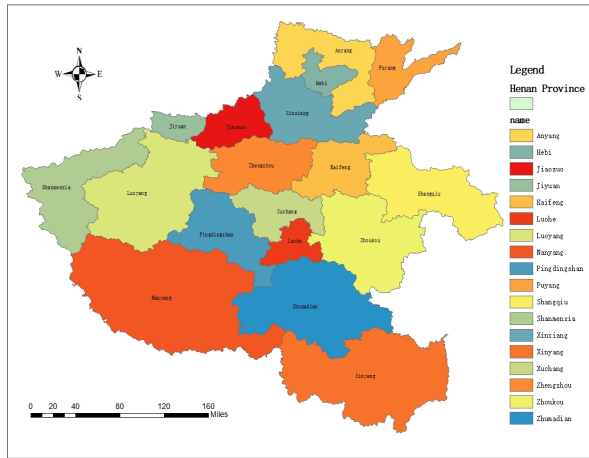 N
W E
S
Anyang
Puyang
Hebi
Xinxiang
Jiyuan
Jiaozuo
Zhengzhou
Kaifeng
Shanmenxia
Luoyang
Shangqiu
Xuchang
Pingdingshan
Luohe
Zhoukou
Nanyang
Zhumadian
Xinyang
0 20 40 80 120 160
Miles
Legend
Henan Province
name
Anyang
Hebi
Jiaozuo
Jiyuan
Kaifeng
Luohe
Luoyang
Nanyang
Pingdingshan
Puyang
Shangqiu
Shanmenxia
Xinxiang
Xinyang
Xuchang
Zhengzhou
Zhoukou
Zhumadian